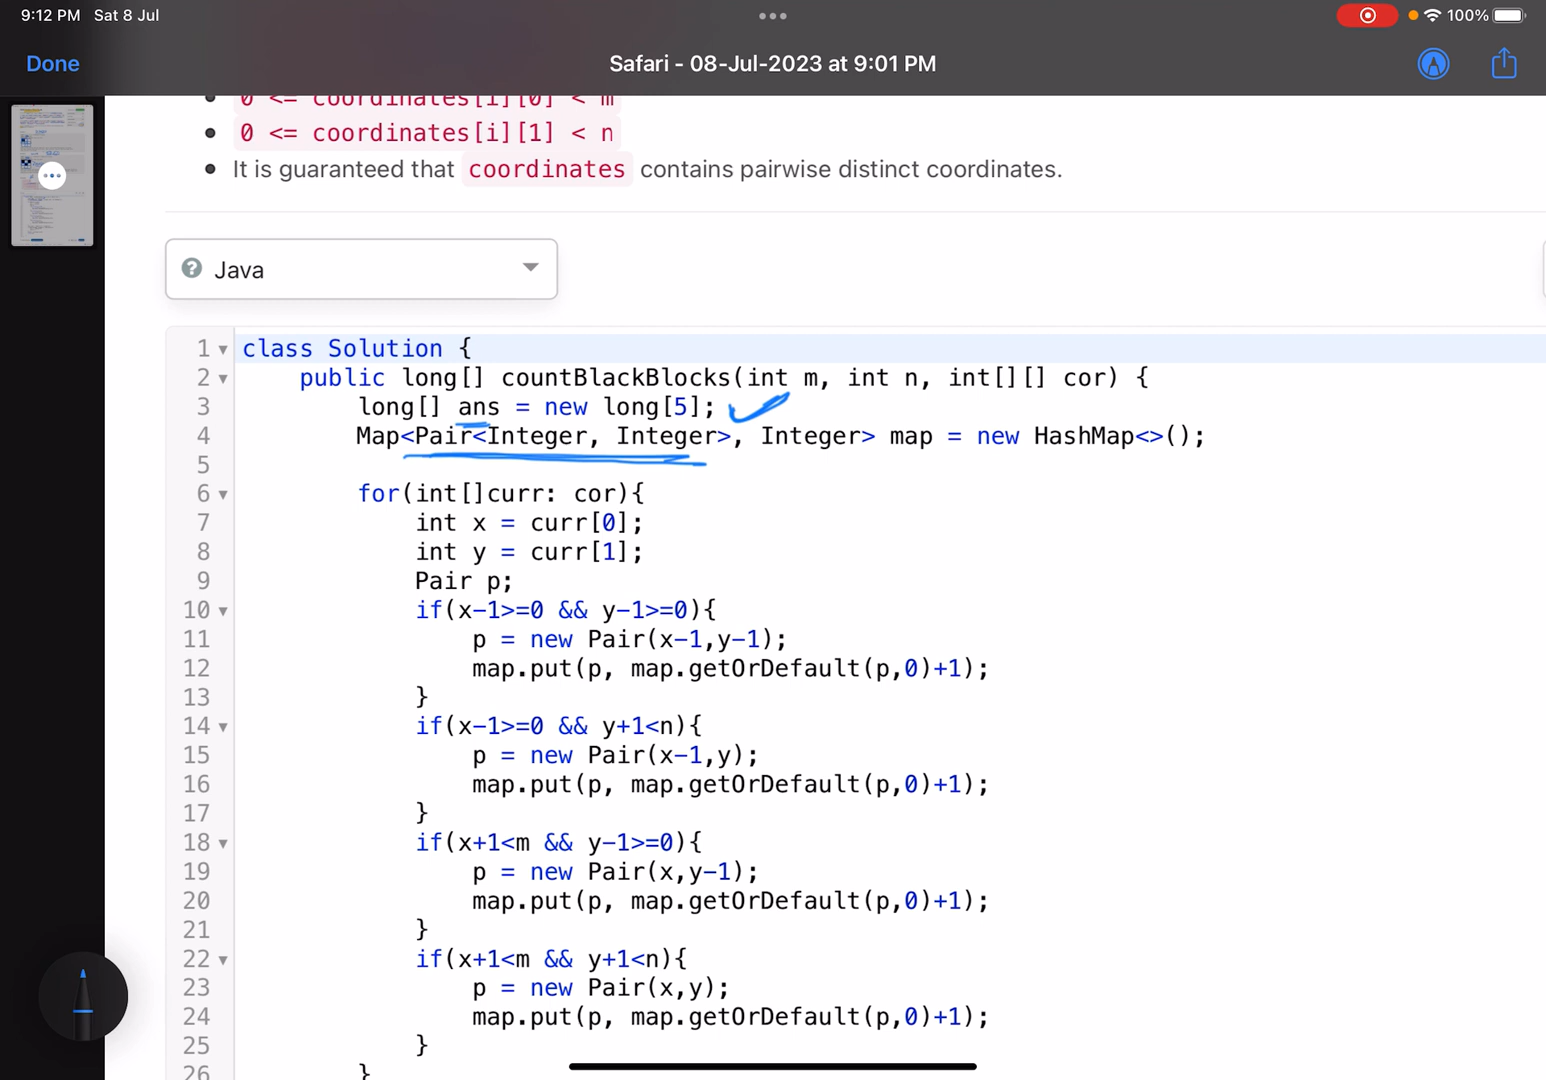 9:12 PM Sat 8 Jul
100%
Done
Safari - 08-Jul-2023 at 9:01 PM
0 <= coordinates[i][0] < m
0 <= coordinates[i][1] < n
It is guaranteed that coordinates contains pairwise distinct coordinates.
Java
1 class Solution {
2 public long[] countBlackBlocks(int m, int n, int[][] cor) {
3 long[] ans = new long[5];
4 Map<Pair<Integer, Integer>, Integer> map = new HashMap<>();
5
6 for(int[]curr: cor){
7 int x = curr[0];
8 int y = curr[1];
9 Pair p;
10 if(x-1>=0 && y-1>=0){
11 p = new Pair(x-1,y-1);
12 map.put(p, map.getOrDefault(p,0)+1);
13 }
14 if(x-1>=0 && y+1<n){
15 p = new Pair(x-1,y);
16 map.put(p, map.getOrDefault(p,0)+1);
17 }
18 if(x+1<m && y-1>=0){
19 p = new Pair(x,y-1);
20 map.put(p, map.getOrDefault(p,0)+1);
21 }
22 if(x+1<m && y+1<n){
23 p = new Pair(x,y);
24 map.put(p, map.getOrDefault(p,0)+1);
25 }
26 }